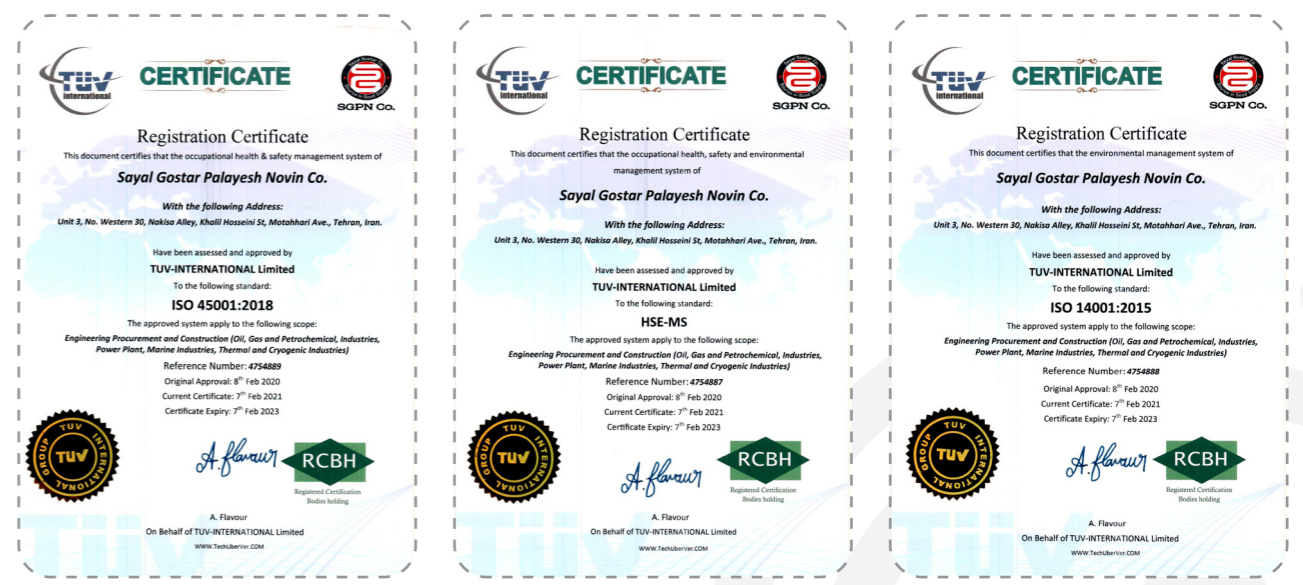 TÜV
international
CERTIFICATE
SGPN Co.
Registration Certificate
This document certifies that the occupational health & safety management system of
Sayal Gostar Palayesh Novin Co.
With the following Address:
Unit 3, No. Western 30, Nakisa Alley, Khalil Hosseini St, Motahhari Ave., Tehran, Iran.
Have been assessed and approved by
TUV-INTERNATIONAL Limited
To the following standard:
ISO 45001:2018
The approved system apply to the following scope:
Engineering Procurement and Construction (Oil, Gas and Petrochemical, Industries,
Power Plant, Marine Industries, Thermal and Cryogenic Industries)
Reference Number: 4754889
Original Approval: 8th Feb 2020
Current Certificate: 7th Feb 2021
Certificate Expiry: 7th Feb 2023
TUV INTERNATIONAL GROUP
TUV
A. flavour
RCBH
Registered Certification
Bodies holding
A. Flavour
On Behalf of TUV-INTERNATIONAL Limited
WWW.TechUberVer.COM
TÜV
international
CERTIFICATE
SGPN Co.
Registration Certificate
This document certifies that the occupational health, safety and environmental
management system of
Sayal Gostar Palayesh Novin Co.
With the following Address:
Unit 3, No. Western 30, Nakisa Alley, Khalil Hosseini St, Motahhari Ave., Tehran, Iran.
Have been assessed and approved by
TUV-INTERNATIONAL Limited
To the following standard:
HSE-MS
The approved system apply to the following scope:
Engineering Procurement and Construction (Oil, Gas and Petrochemical, Industries,
Power Plant, Marine Industries, Thermal and Cryogenic Industries)
Reference Number: 4754887
Original Approval: 8th Feb 2020
Current Certificate: 7th Feb 2021
Certificate Expiry: 7th Feb 2023
TUV INTERNATIONAL GROUP
TUV
A. flavour
RCBH
Registered Certification
Bodies holding
A. Flavour
On Behalf of TUV-INTERNATIONAL Limited
WWW.TechUberVer.COM
TÜV
international
CERTIFICATE
SGPN Co.
Registration Certificate
This document certifies that the environmental management system of
Sayal Gostar Palayesh Novin Co.
With the following Address:
Unit 3, No. Western 30, Nakisa Alley, Khalil Hosseini St, Motahhari Ave., Tehran, Iran.
Have been assessed and approved by
TUV-INTERNATIONAL Limited
To the following standard:
ISO 14001:2015
The approved system apply to the following scope:
Engineering Procurement and Construction (Oil, Gas and Petrochemical, Industries,
Power Plant, Marine Industries, Thermal and Cryogenic Industries)
Reference Number: 4754888
Original Approval: 8th Feb 2020
Current Certificate: 7th Feb 2021
Certificate Expiry: 7th Feb 2023
TUV INTERNATIONAL GROUP
TUV
A. flavour
RCBH
Registered Certification
Bodies holding
A. Flavour
On Behalf of TUV-INTERNATIONAL Limited
WWW.TechUberVer.COM